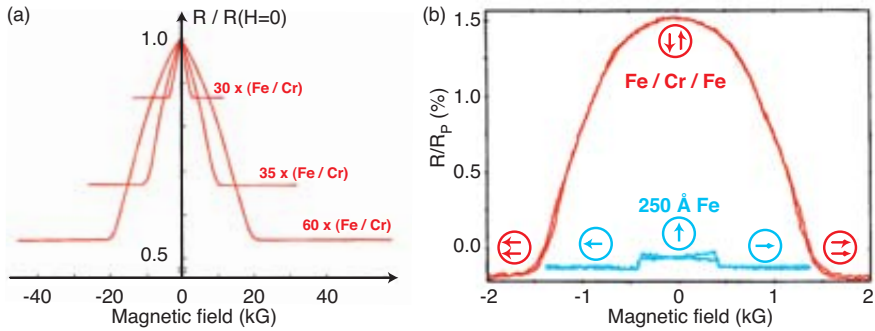 (a)
R / R(H=0)
1.0
30 x (Fe / Cr)
35 x (Fe / Cr)
60 x (Fe / Cr)
0.5
-40 -20 0 20 40
Magnetic field (kG)
(b)
1.5
1.0
0.5
0.0
R/R_P (%)
Fe / Cr / Fe
250 Å Fe
-2 -1 0 1 2
Magnetic field (kG)